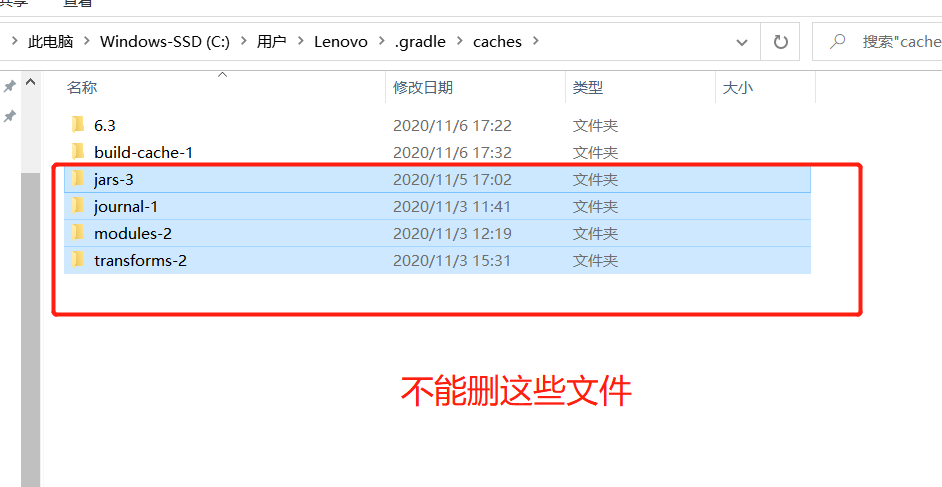 共享 查看
此电脑 Windows-SSD (C:) 用户 Lenovo .gradle caches 搜索"cache
名称 修改日期 类型 大小
6.3 2020/11/6 17:22 文件夹
build-cache-1 2020/11/6 17:32 文件夹
jars-3 2020/11/5 17:02 文件夹
journal-1 2020/11/3 11:41 文件夹
modules-2 2020/11/3 12:19 文件夹
transforms-2 2020/11/3 15:31 文件夹
不能删这些文件